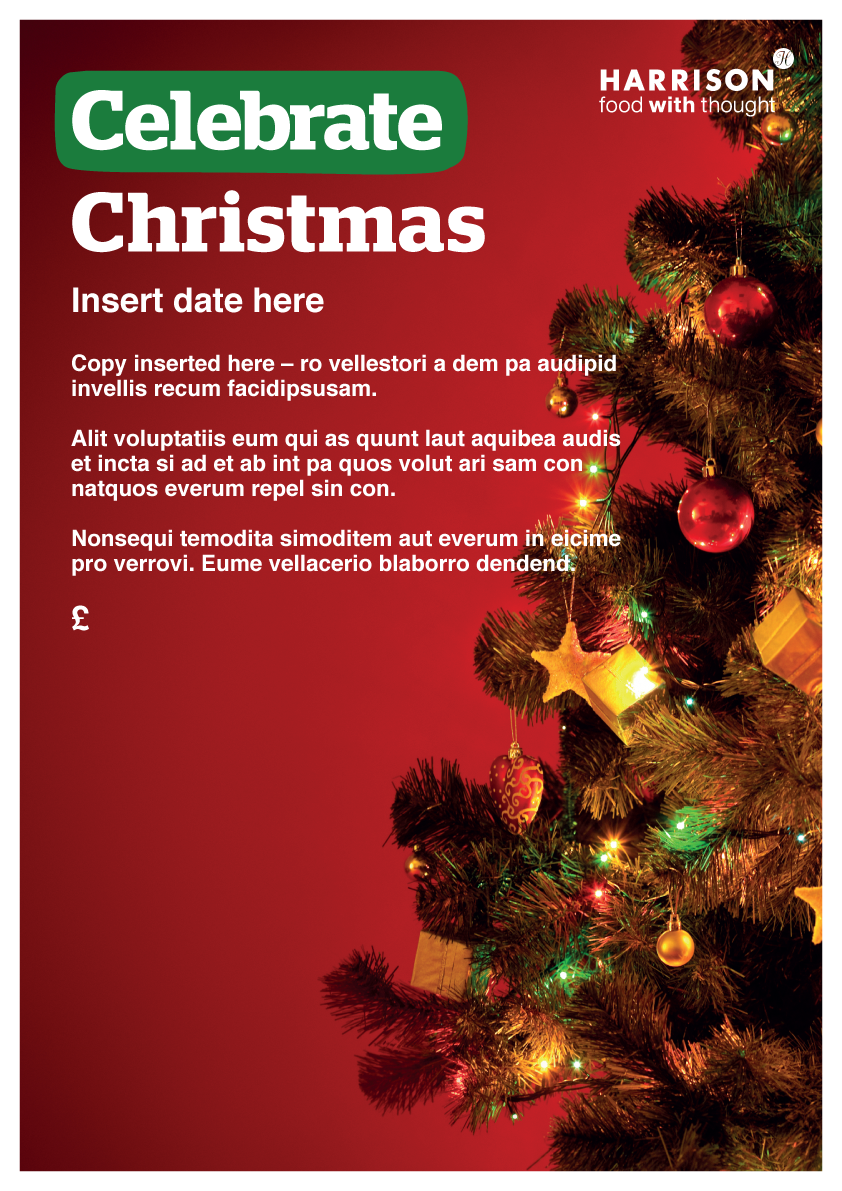 Celebrate
Christmas
H
HARRISON
food with thought
Insert date here
Copy inserted here – ro vellestori a dem pa audipid
invellis recum facidipsusam.
Alit voluptatiis eum qui as quunt laut aquibea audis
et incta si ad et ab int pa quos volut ari sam con
natquos everum repel sin con.
Nonsequi temodita simoditem aut everum in eicime
pro verrovi. Eume vellacerio blaborro dendend.
£